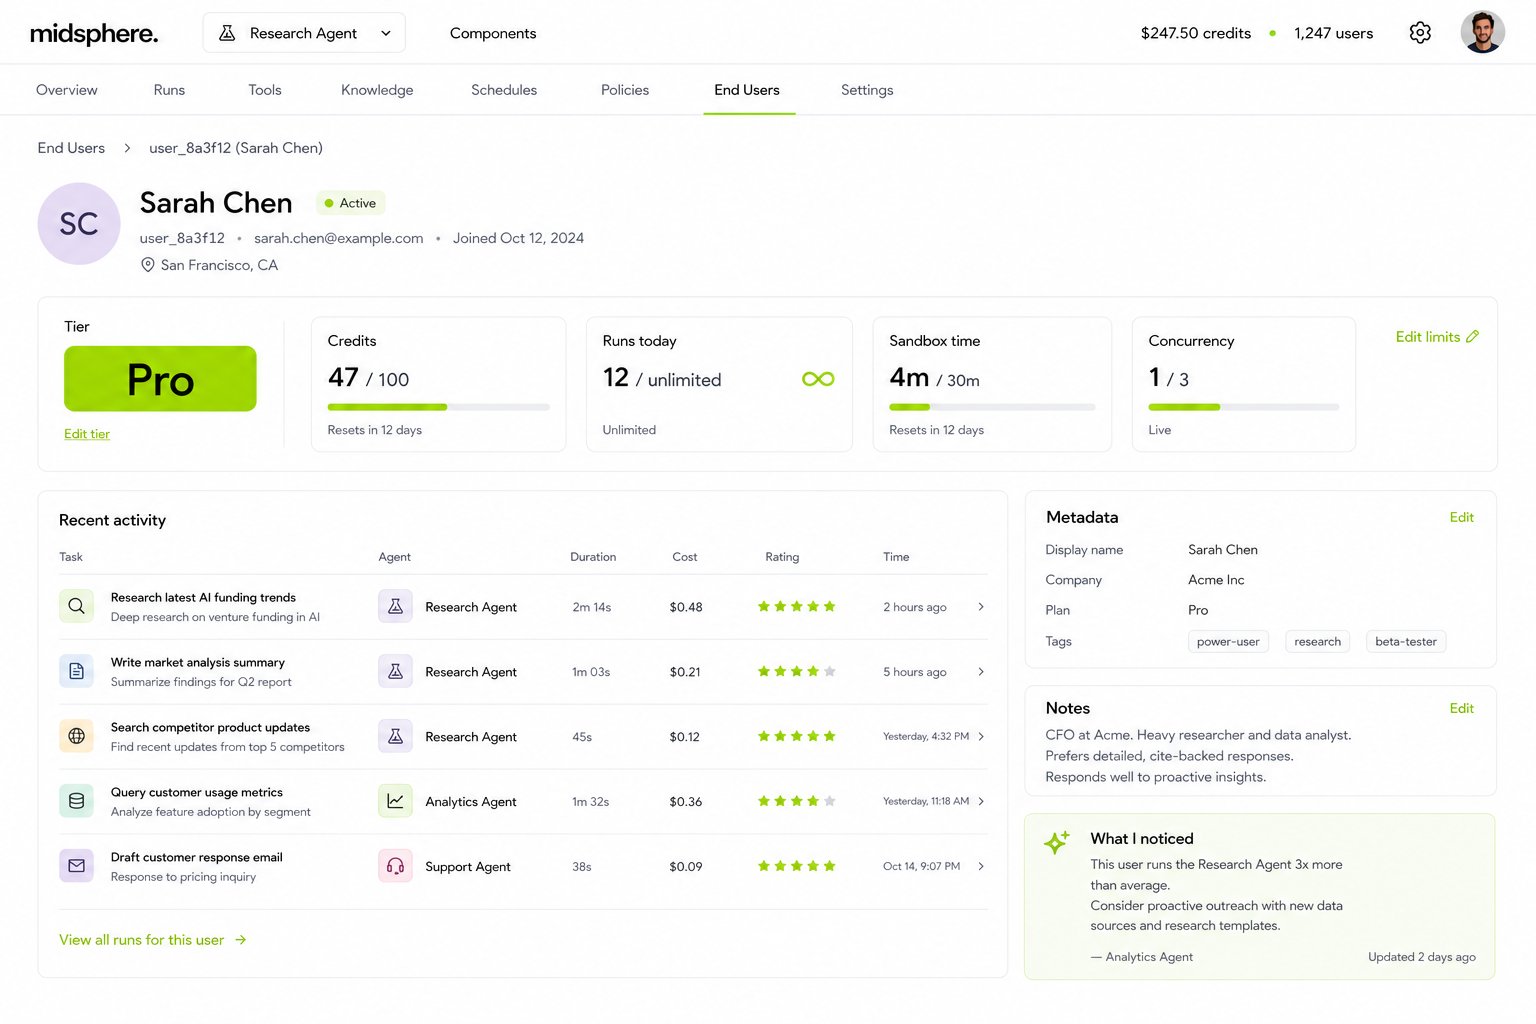 midsphere.
Research Agent
Components
$247.50 credits
1,247 users
Overview
Runs
Tools
Knowledge
Schedules
Policies
End Users
Settings
End Users > user_8a3f12 (Sarah Chen)
SC
Sarah Chen
Active
user_8a3f12 • sarah.chen@example.com • Joined Oct 12, 2024
San Francisco, CA
Tier
Pro
Edit tier
Credits
47 / 100
Resets in 12 days
Runs today
12 / unlimited
Unlimited
Sandbox time
4m / 30m
Resets in 12 days
Concurrency
1 / 3
Live
Edit limits
Recent activity
Task
Agent
Duration
Cost
Rating
Time
Research latest AI funding trends
Deep research on venture funding in AI
Research Agent
2m 14s
$0.48
2 hours ago
Write market analysis summary
Summarize findings for Q2 report
Research Agent
1m 03s
$0.21
5 hours ago
Search competitor product updates
Find recent updates from top 5 competitors
Research Agent
45s
$0.12
Yesterday, 4:32 PM
Query customer usage metrics
Analyze feature adoption by segment
Analytics Agent
1m 32s
$0.36
Yesterday, 11:18 AM
Draft customer response email
Response to pricing inquiry
Support Agent
38s
$0.09
Oct 14, 9:07 PM
View all runs for this user →
Metadata
Edit
Display name
Sarah Chen
Company
Acme Inc
Plan
Pro
Tags
power-user
research
beta-tester
Notes
Edit
CFO at Acme. Heavy researcher and data analyst.
Prefers detailed, cite-backed responses.
Responds well to proactive insights.
What I noticed
This user runs the Research Agent 3x more
than average.
Consider proactive outreach with new data
sources and research templates.
— Analytics Agent
Updated 2 days ago